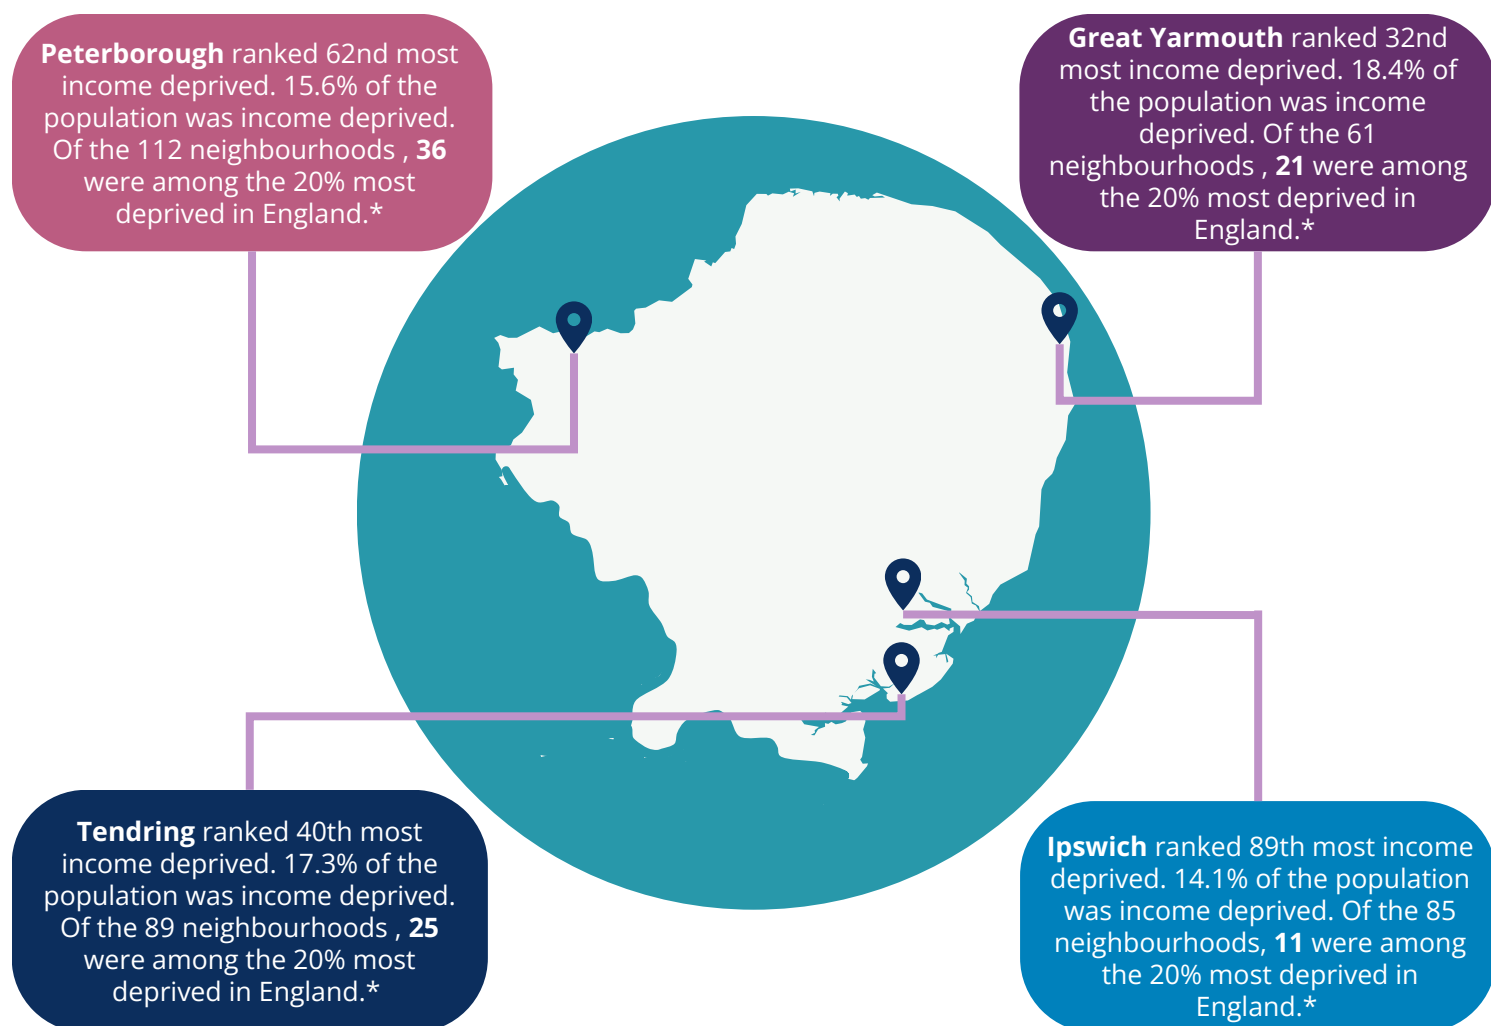 Peterborough ranked 62nd most
income deprived. 15.6% of the
population was income deprived.
Of the 112 neighbourhoods , 36
were among the 20% most
deprived in England.*
Great Yarmouth ranked 32nd
most income deprived. 18.4% of
the population was income
deprived. Of the 61
neighbourhoods , 21 were among
the 20% most deprived in
England.*
Tendring ranked 40th most
income deprived. 17.3% of the
population was income deprived.
Of the 89 neighbourhoods , 25
were among the 20% most
deprived in England.*
Ipswich ranked 89th most income
deprived. 14.1% of the population
was income deprived. Of the 85
neighbourhoods, 11 were among
the 20% most deprived in
England.*